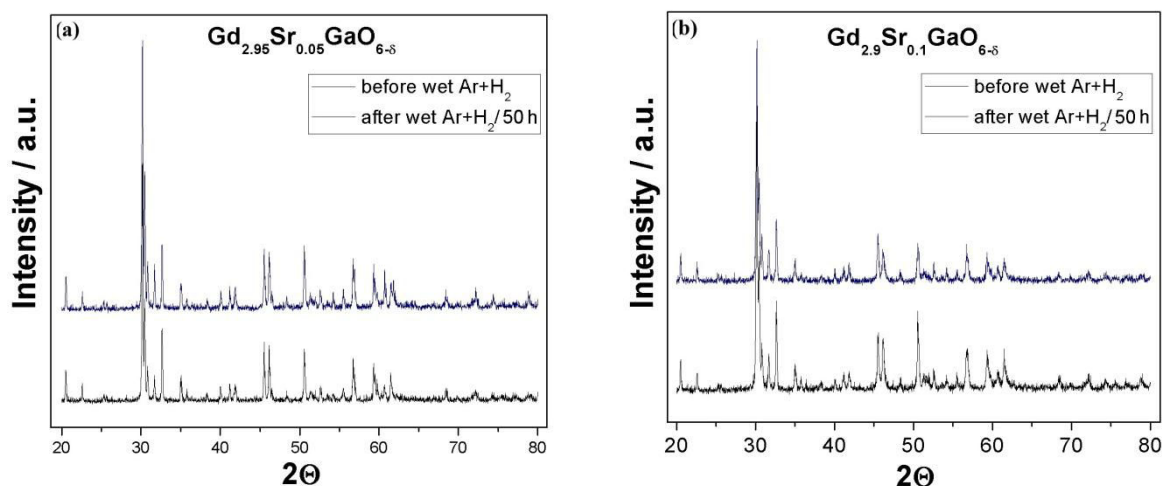 (a)
Gd2.95Sr0.05GaO6-δ
before wet Ar+H2
after wet Ar+H2/ 50 h
Intensity / a.u.
20 30 40 50 60 70 80
2Θ
(b)
Gd2.9Sr0.1GaO6-δ
before wet Ar+H2
after wet Ar+H2/ 50 h
Intensity / a.u.
20 30 40 50 60 70 80
2Θ